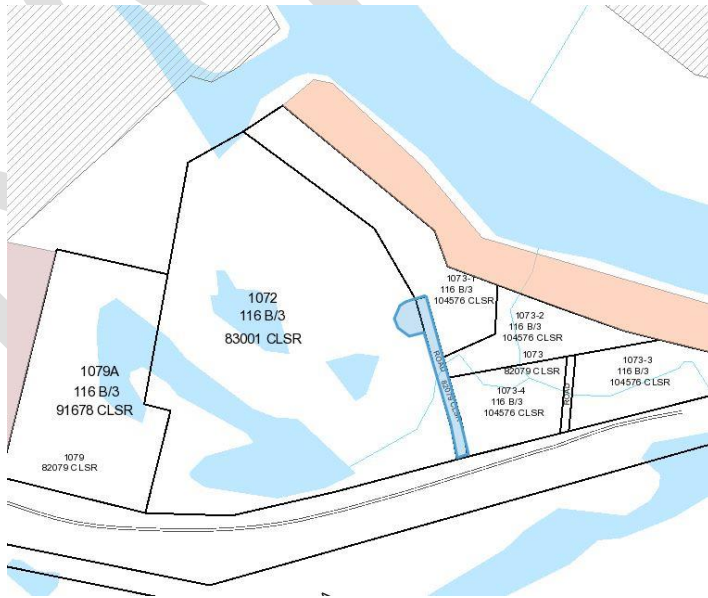 1072
116 B/3
83001 CLSR
1079A
116 B/3
91678 CLSR
1079
82079 CLSR
1073-1
116 B/3
104576 CLSR
1073-2
116 B/3
104576 CLSR
1073
82079 CLSR
1073-3
116 B/3
104576 CLSR
1073-4
116 B/3
104576 CLSR
ROAD
82079 CLSR
ROAD